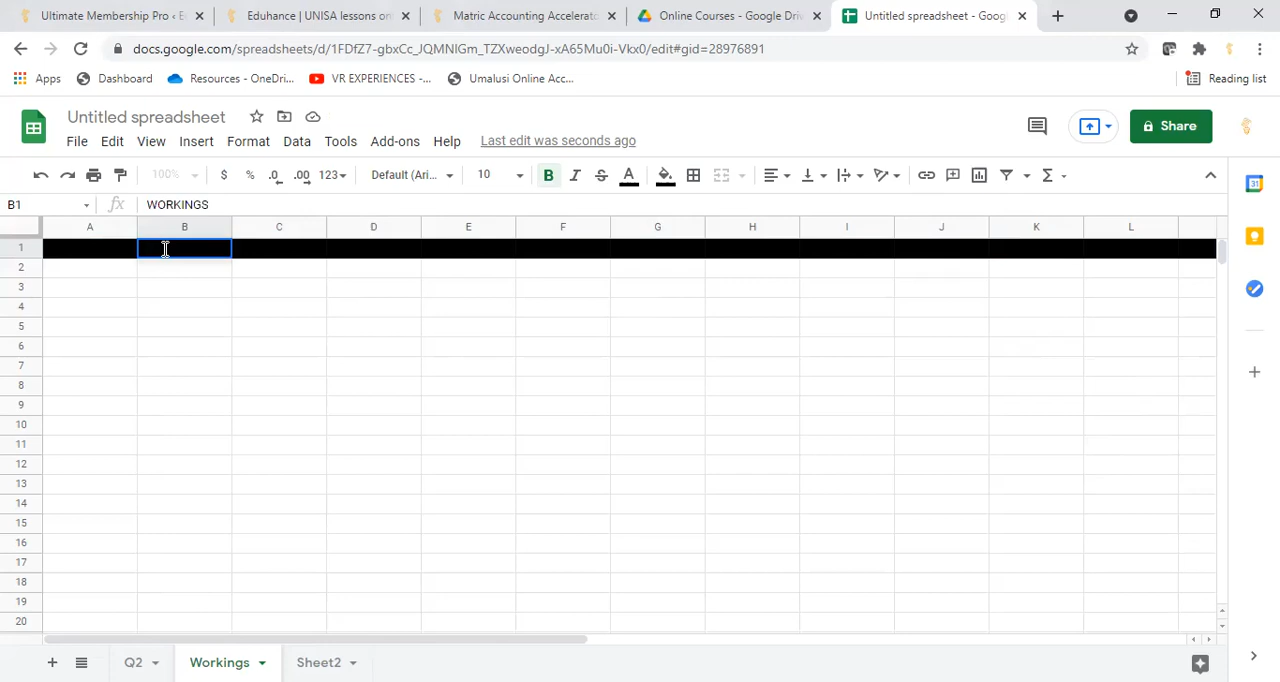 Ultimate Membership Pro ‹ E
Eduhance | UNISA lessons on
Matric Accounting Accelerato
Online Courses - Google Driv
Untitled spreadsheet - Goog
docs.google.com/spreadsheets/d/1FDfZ7-gbxCc_JQMNlGm_TZXweodgJ-xA65Mu0i-Vkx0/edit#gid=28976891
Apps Dashboard Resources - OneDri... VR EXPERIENCES -... Umalusi Online Acc... Reading list
Untitled spreadsheet
File Edit View Insert Format Data Tools Add-ons Help Last edit was seconds ago Share
100% $ % .0 .00 123 Default (Ari... 10 B I S A Σ
B1 fx WORKINGS
A B C D E F G H I J K L
1
2
3
4
5
6
7
8
9
10
11
12
13
14
15
16
17
18
19
20
+ Q2 Workings Sheet2
31